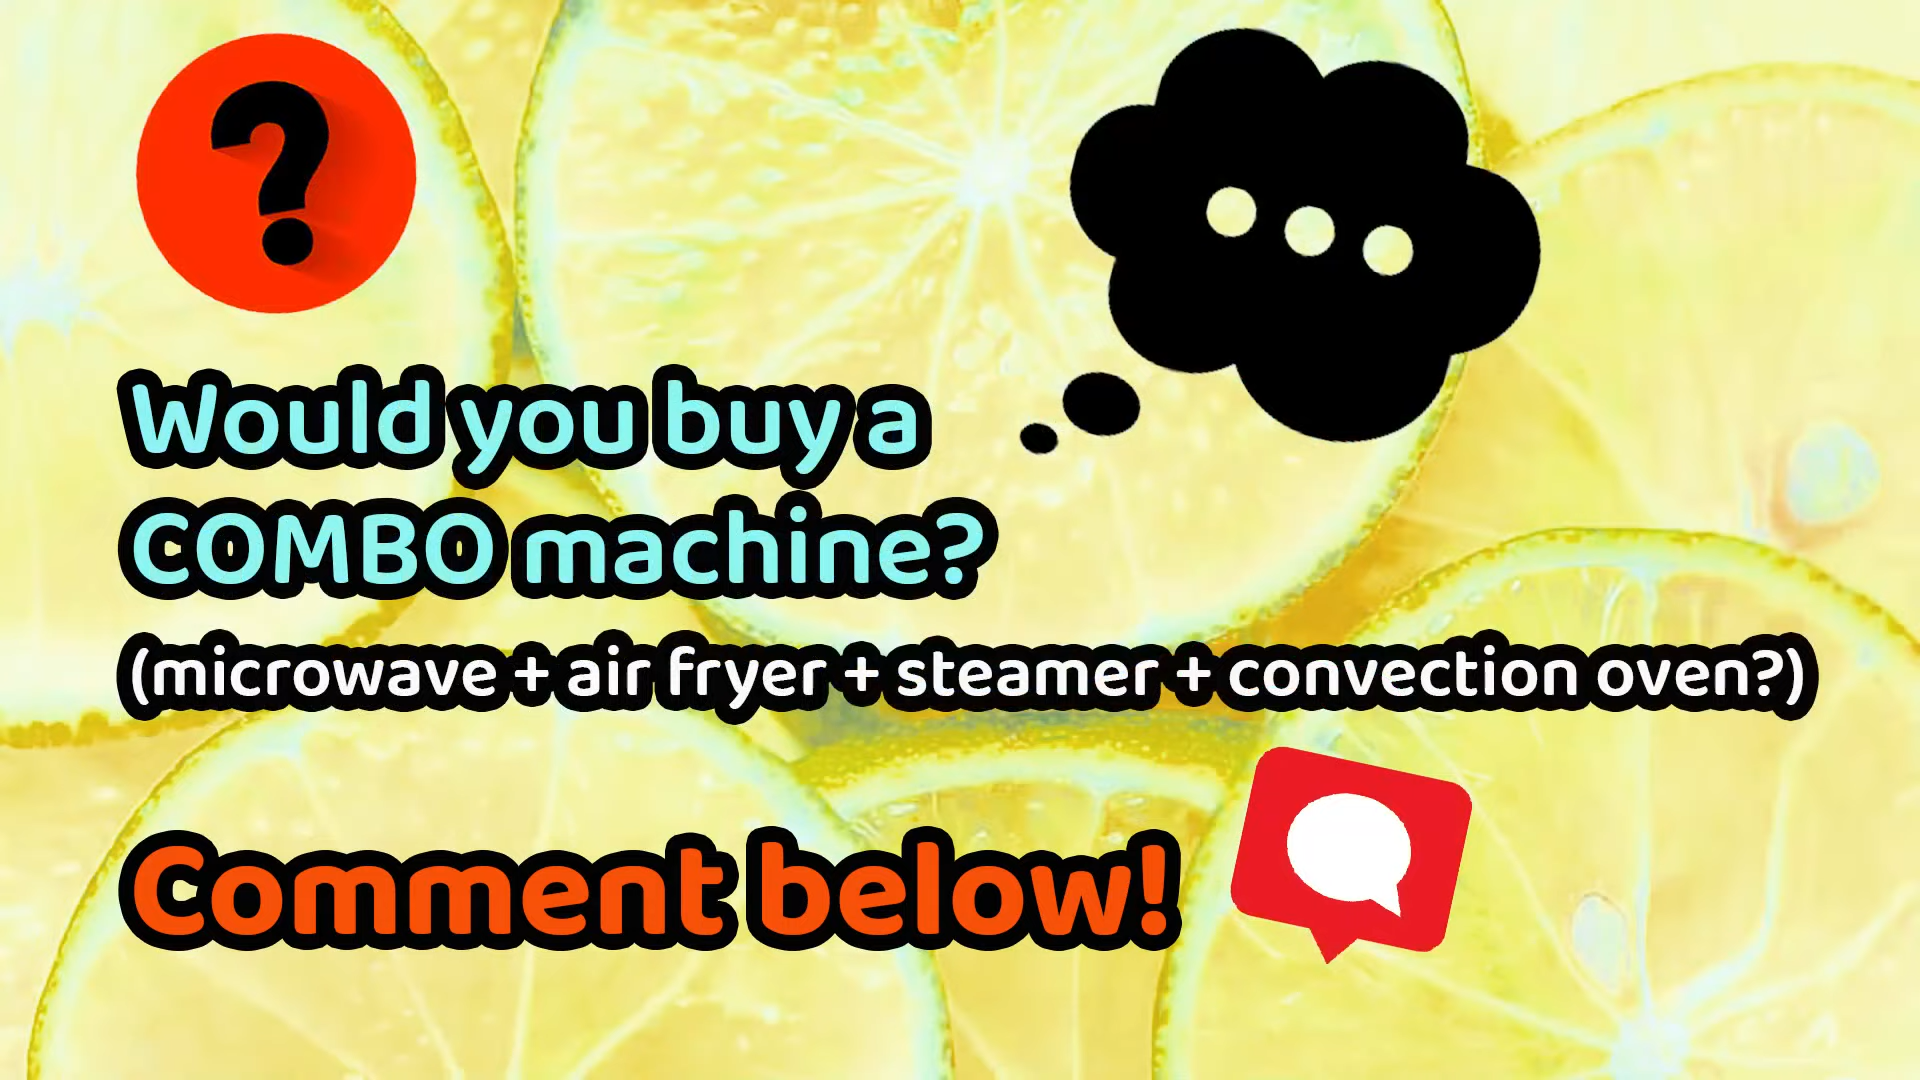 Would you buy a
COMBO machine?
(microwave + air fryer + steamer + convection oven?)
Comment below!